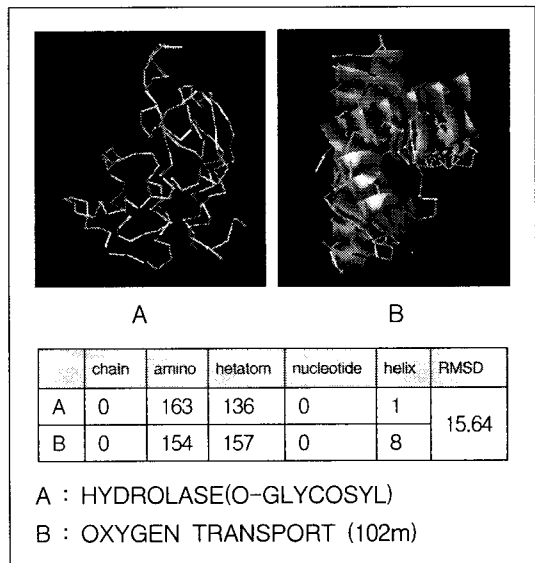 A B
chain amino hetatom nucleotide helix RMSD
A 0 163 136 0 1 15.64
B 0 154 157 0 8
A : HYDROLASE(O-GLYCOSYL)
B : OXYGEN TRANSPORT (102m)